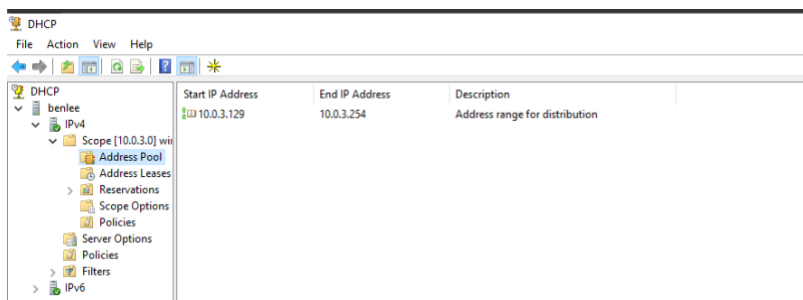 DHCP
File Action View Help
DHCP
benlee
IPv4
Scope [10.0.3.0] wi
Address Pool
Address Leases
Reservations
Scope Options
Policies
Server Options
Policies
Filters
IPv6
Start IP Address End IP Address Description
10.0.3.129 10.0.3.254 Address range for distribution